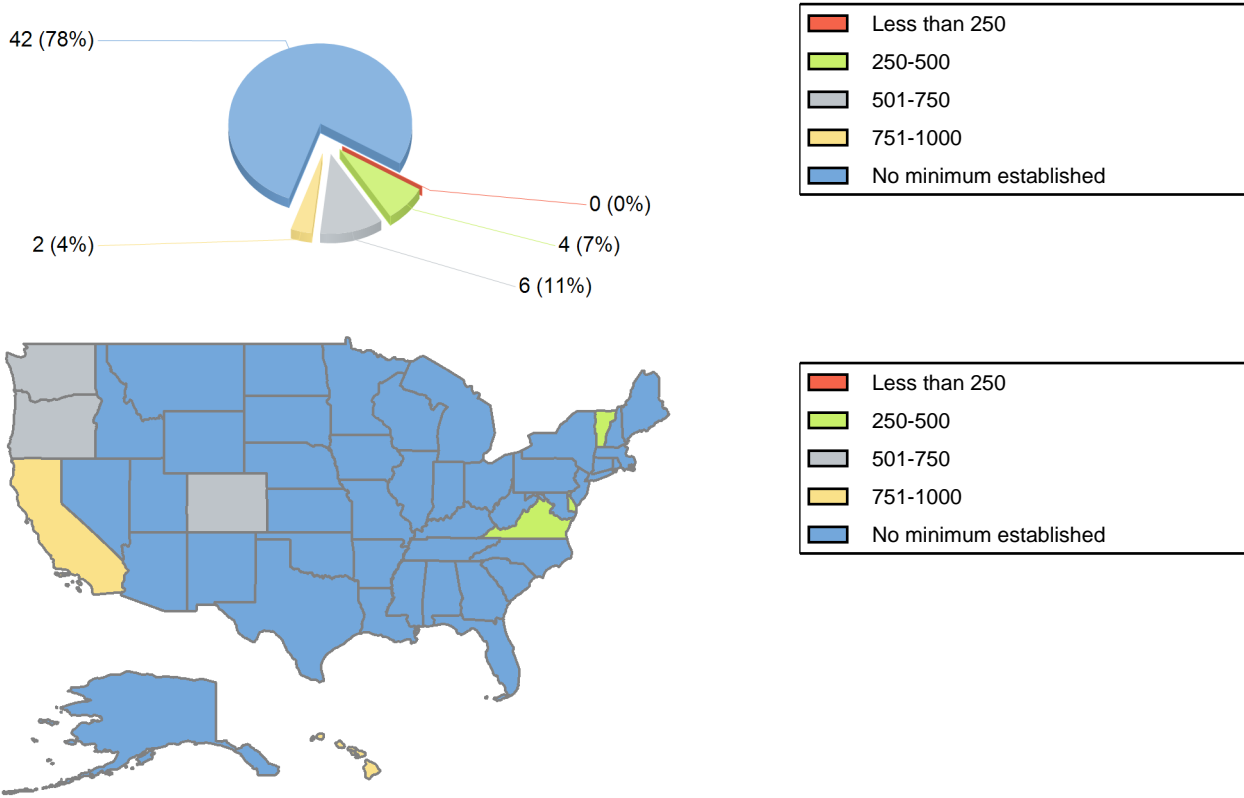 42 (78%)
0 (0%)
4 (7%)
6 (11%)
2 (4%)
Less than 250
250-500
501-750
751-1000
No minimum established
Less than 250
250-500
501-750
751-1000
No minimum established